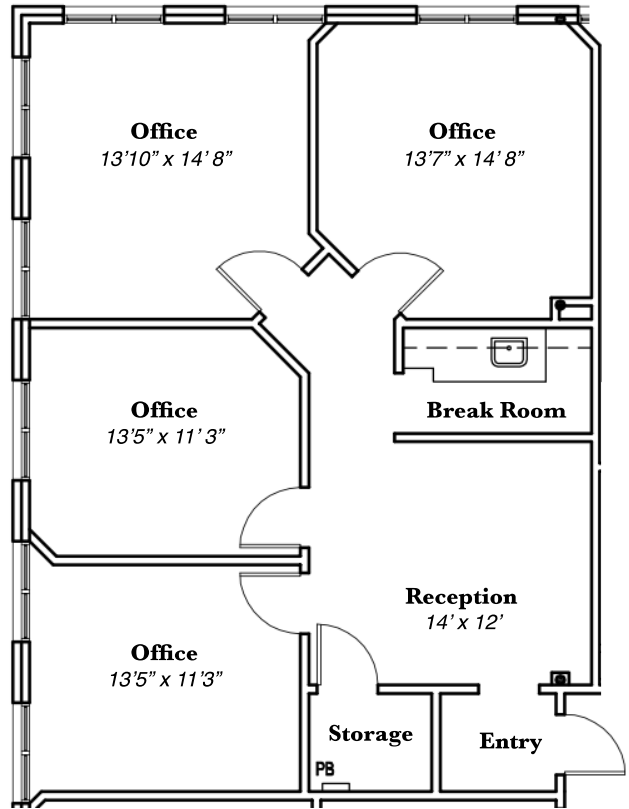 Office
13’10” x 14’ 8”
Office
13’7” x 14’ 8”
Office
13’5” x 11’ 3”
Break Room
Reception
14’ x 12’
Office
13’5” x 11’3”
Storage
Entry
PB